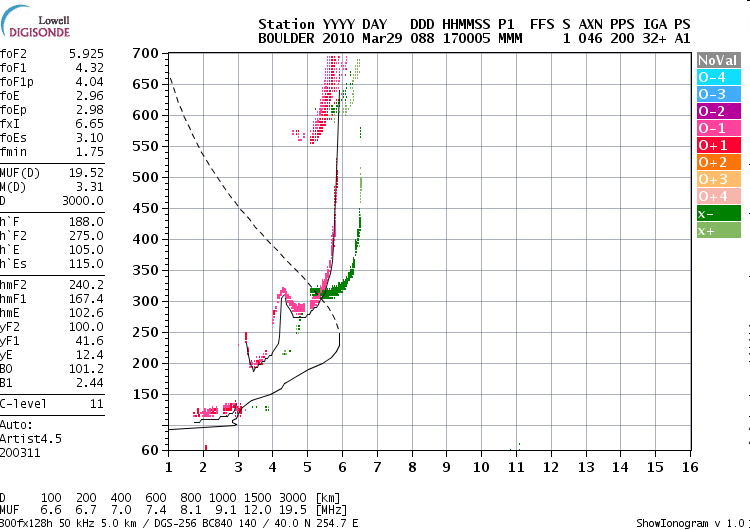 Lowell
DIGISONDE
Station YYYY DAY DDD HHMMSS P1 FFS S AXN PPS IGA PS
BOULDER 2010 Mar29 088 170005 MMM 1 046 200 32+ A1
foF2 5.925
foF1 4.32
foF1p 4.04
foE 2.96
foEp 2.98
fxI 6.65
foEs 3.10
fmin 1.75
MUF(D) 19.52
M(D) 3.31
D 3000.0
h`F 188.0
h`F2 275.0
h`E 105.0
h`Es 115.0
hmF2 240.2
hmF1 167.4
hmE 102.6
yF2 100.0
yF1 41.6
yE 12.4
B0 101.2
B1 2.44
C-level 11
Auto:
Artist4.5
200311
700
650
600
550
500
450
400
350
300
250
200
150
60
1 2 3 4 5 6 7 8 9 10 11 12 13 14 15 16
NoVal
O-4
O-3
O-2
O-1
O+1
O+2
O+3
O+4
X-
X+
D 100 200 400 600 800 1000 1500 3000 [km]
MUF 6.6 6.7 7.0 7.4 8.1 9.1 12.0 19.5 [MHz]
300fx128h 50 kHz 5.0 km / DGS-256 BC840 140 / 40.0 N 254.7 E
ShowIonogram v 1.0